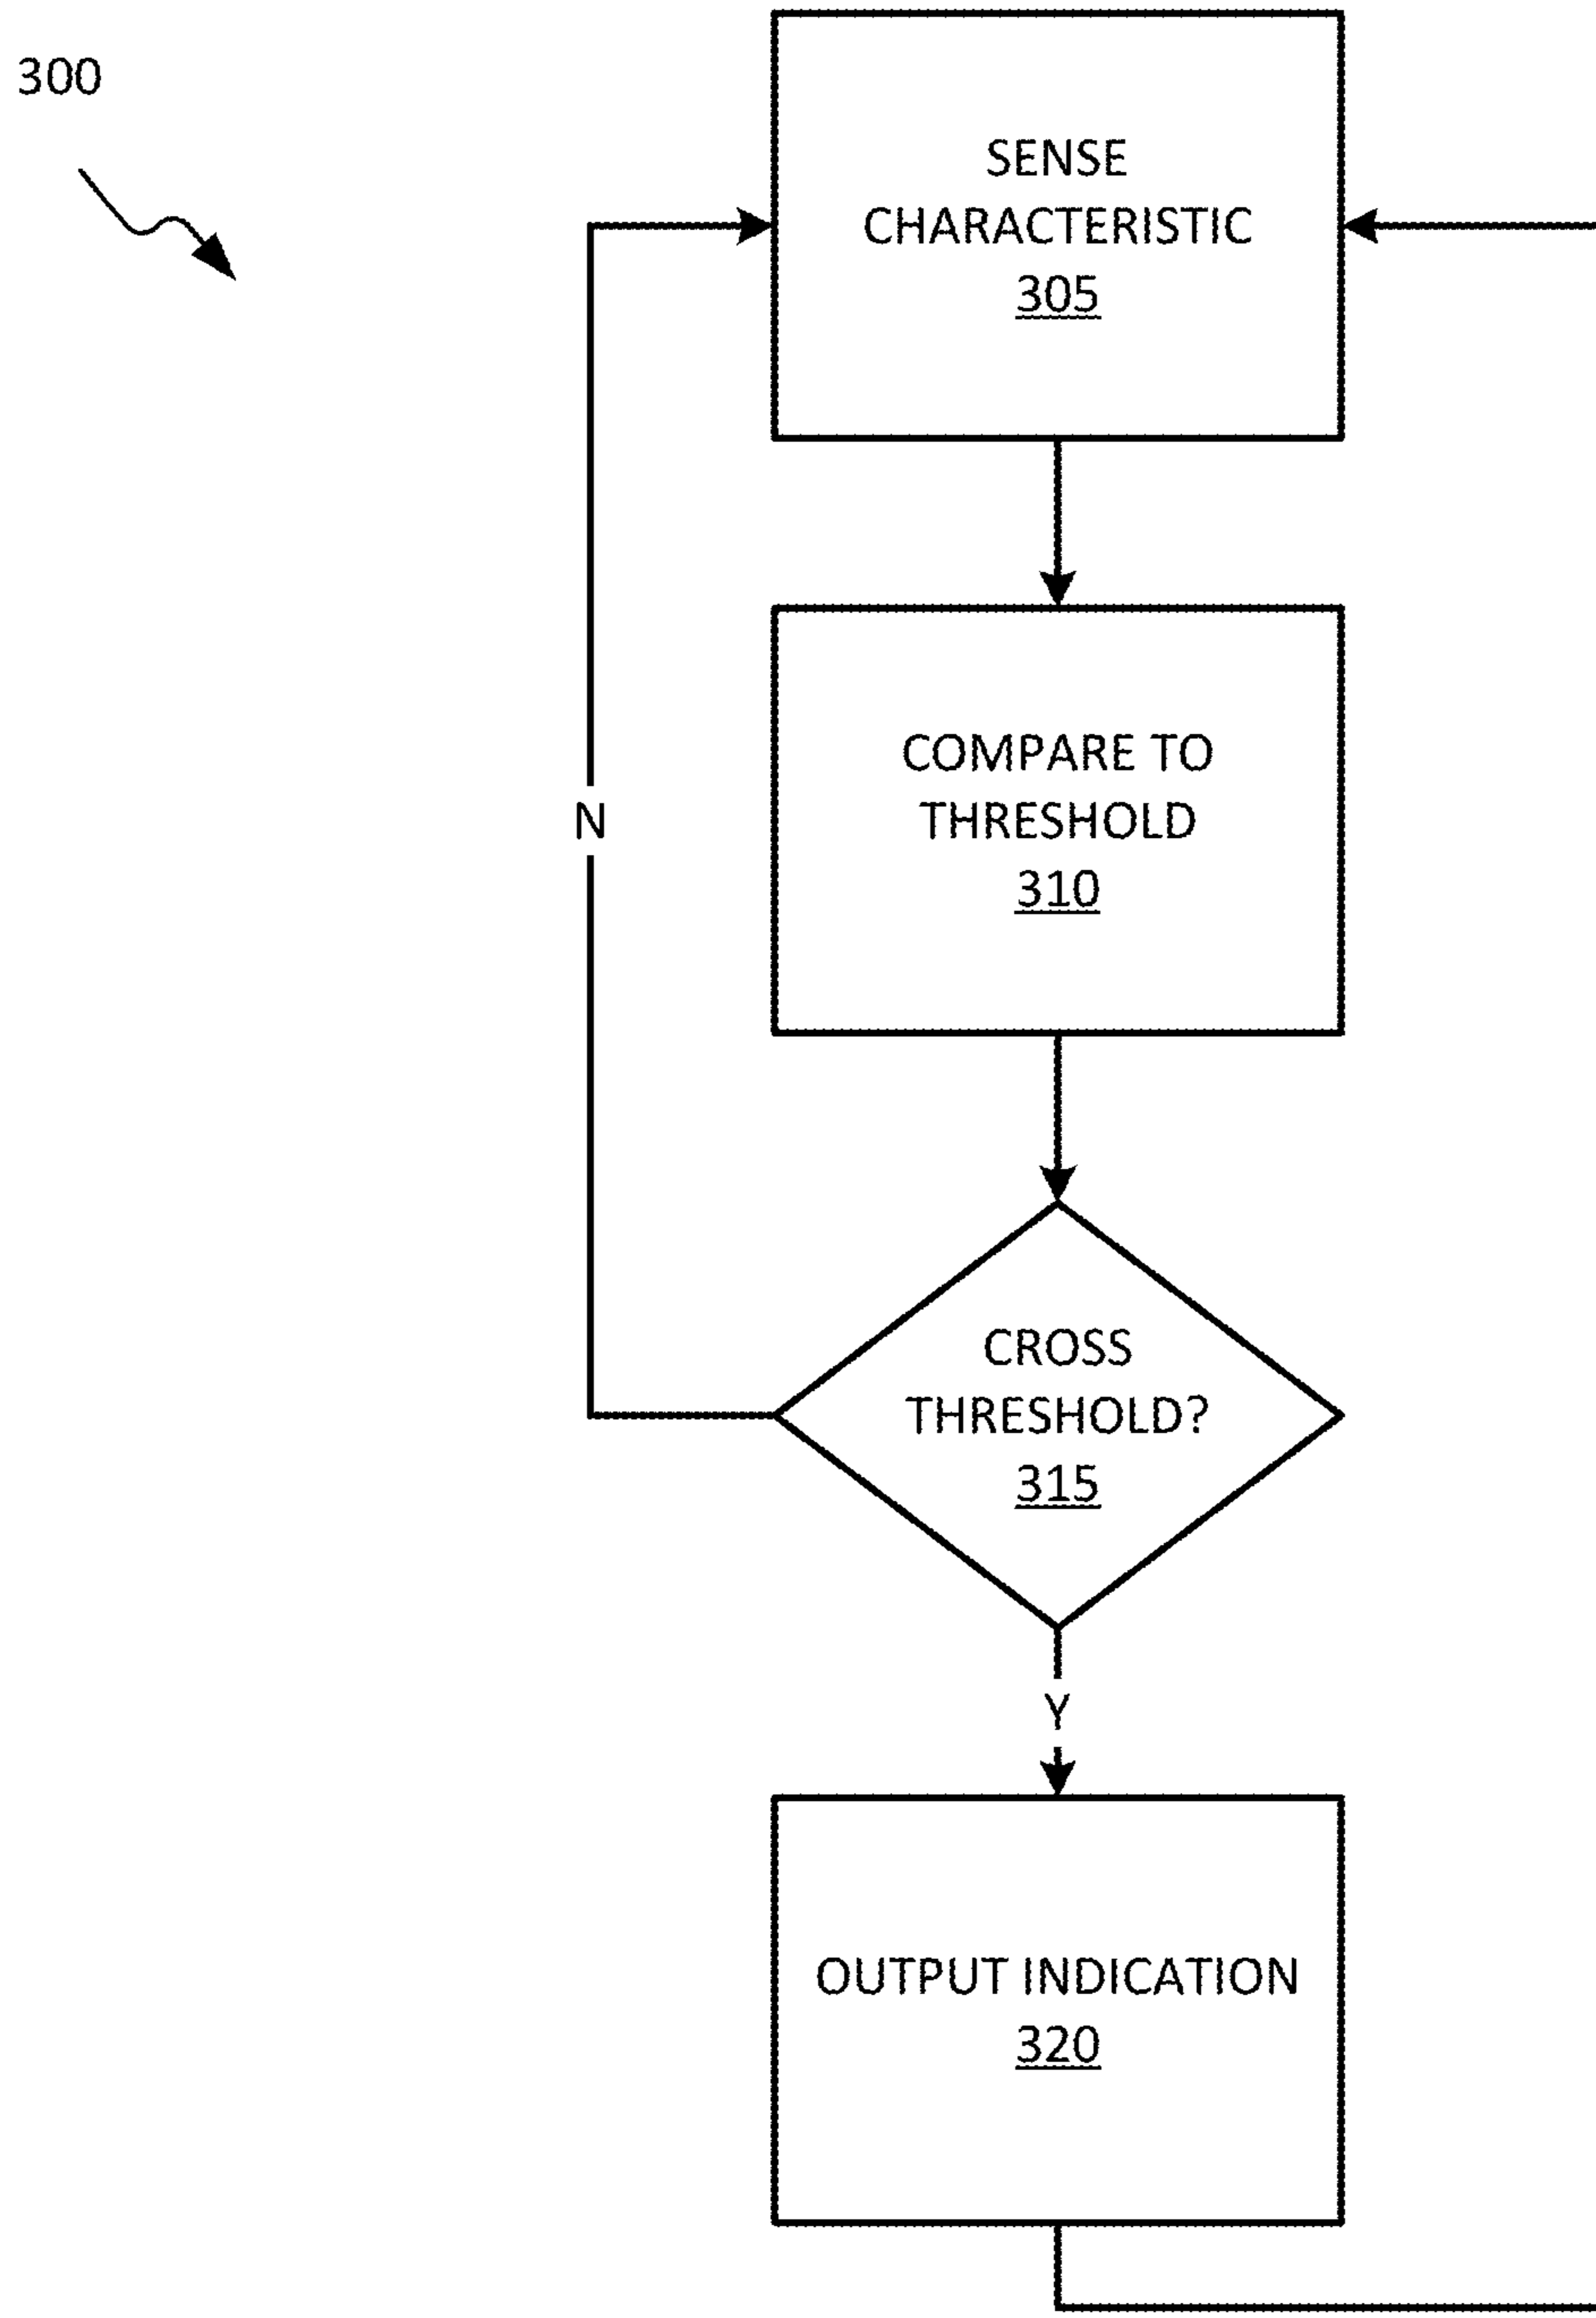 300
SENSE
CHARACTERISTIC
305
COMPARE TO
THRESHOLD
310
N
CROSS
THRESHOLD?
315
Y
OUTPUT INDICATION
320